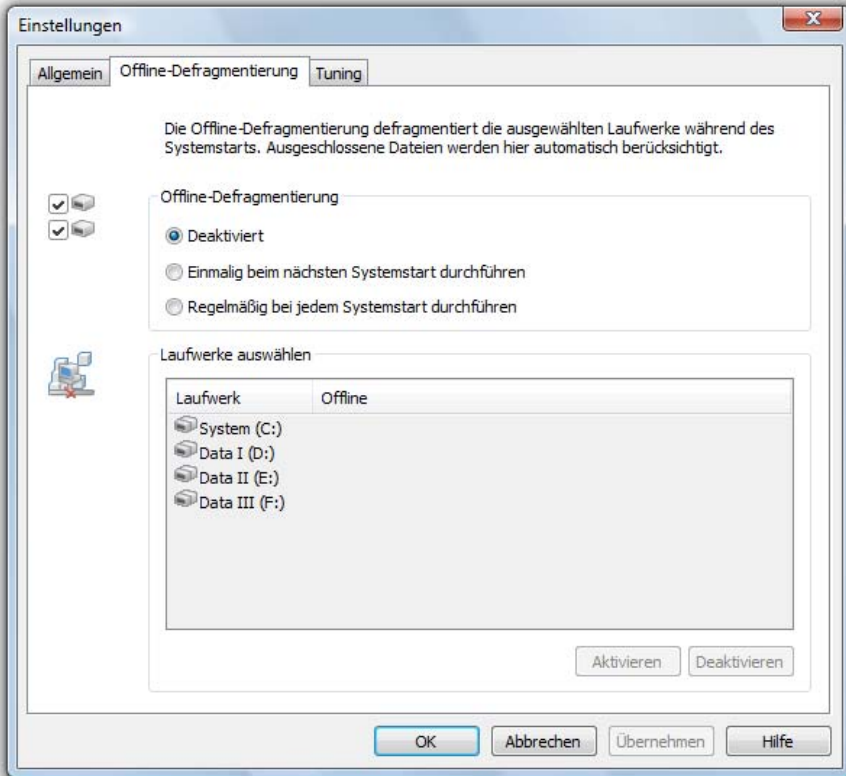 Einstellungen
Allgemein Offline-Defragmentierung Tuning
Die Offline-Defragmentierung defragmentiert die ausgewählten Laufwerke während des
Systemstarts. Ausgeschlossene Dateien werden hier automatisch berücksichtigt.
Offline-Defragmentierung
Deaktiviert
Einmalig beim nächsten Systemstart durchführen
Regelmäßig bei jedem Systemstart durchführen
Laufwerke auswählen
Laufwerk Offline
System (C:)
Data I (D:)
Data II (E:)
Data III (F:)
Aktivieren Deaktivieren
OK Abbrechen Übernehmen Hilfe